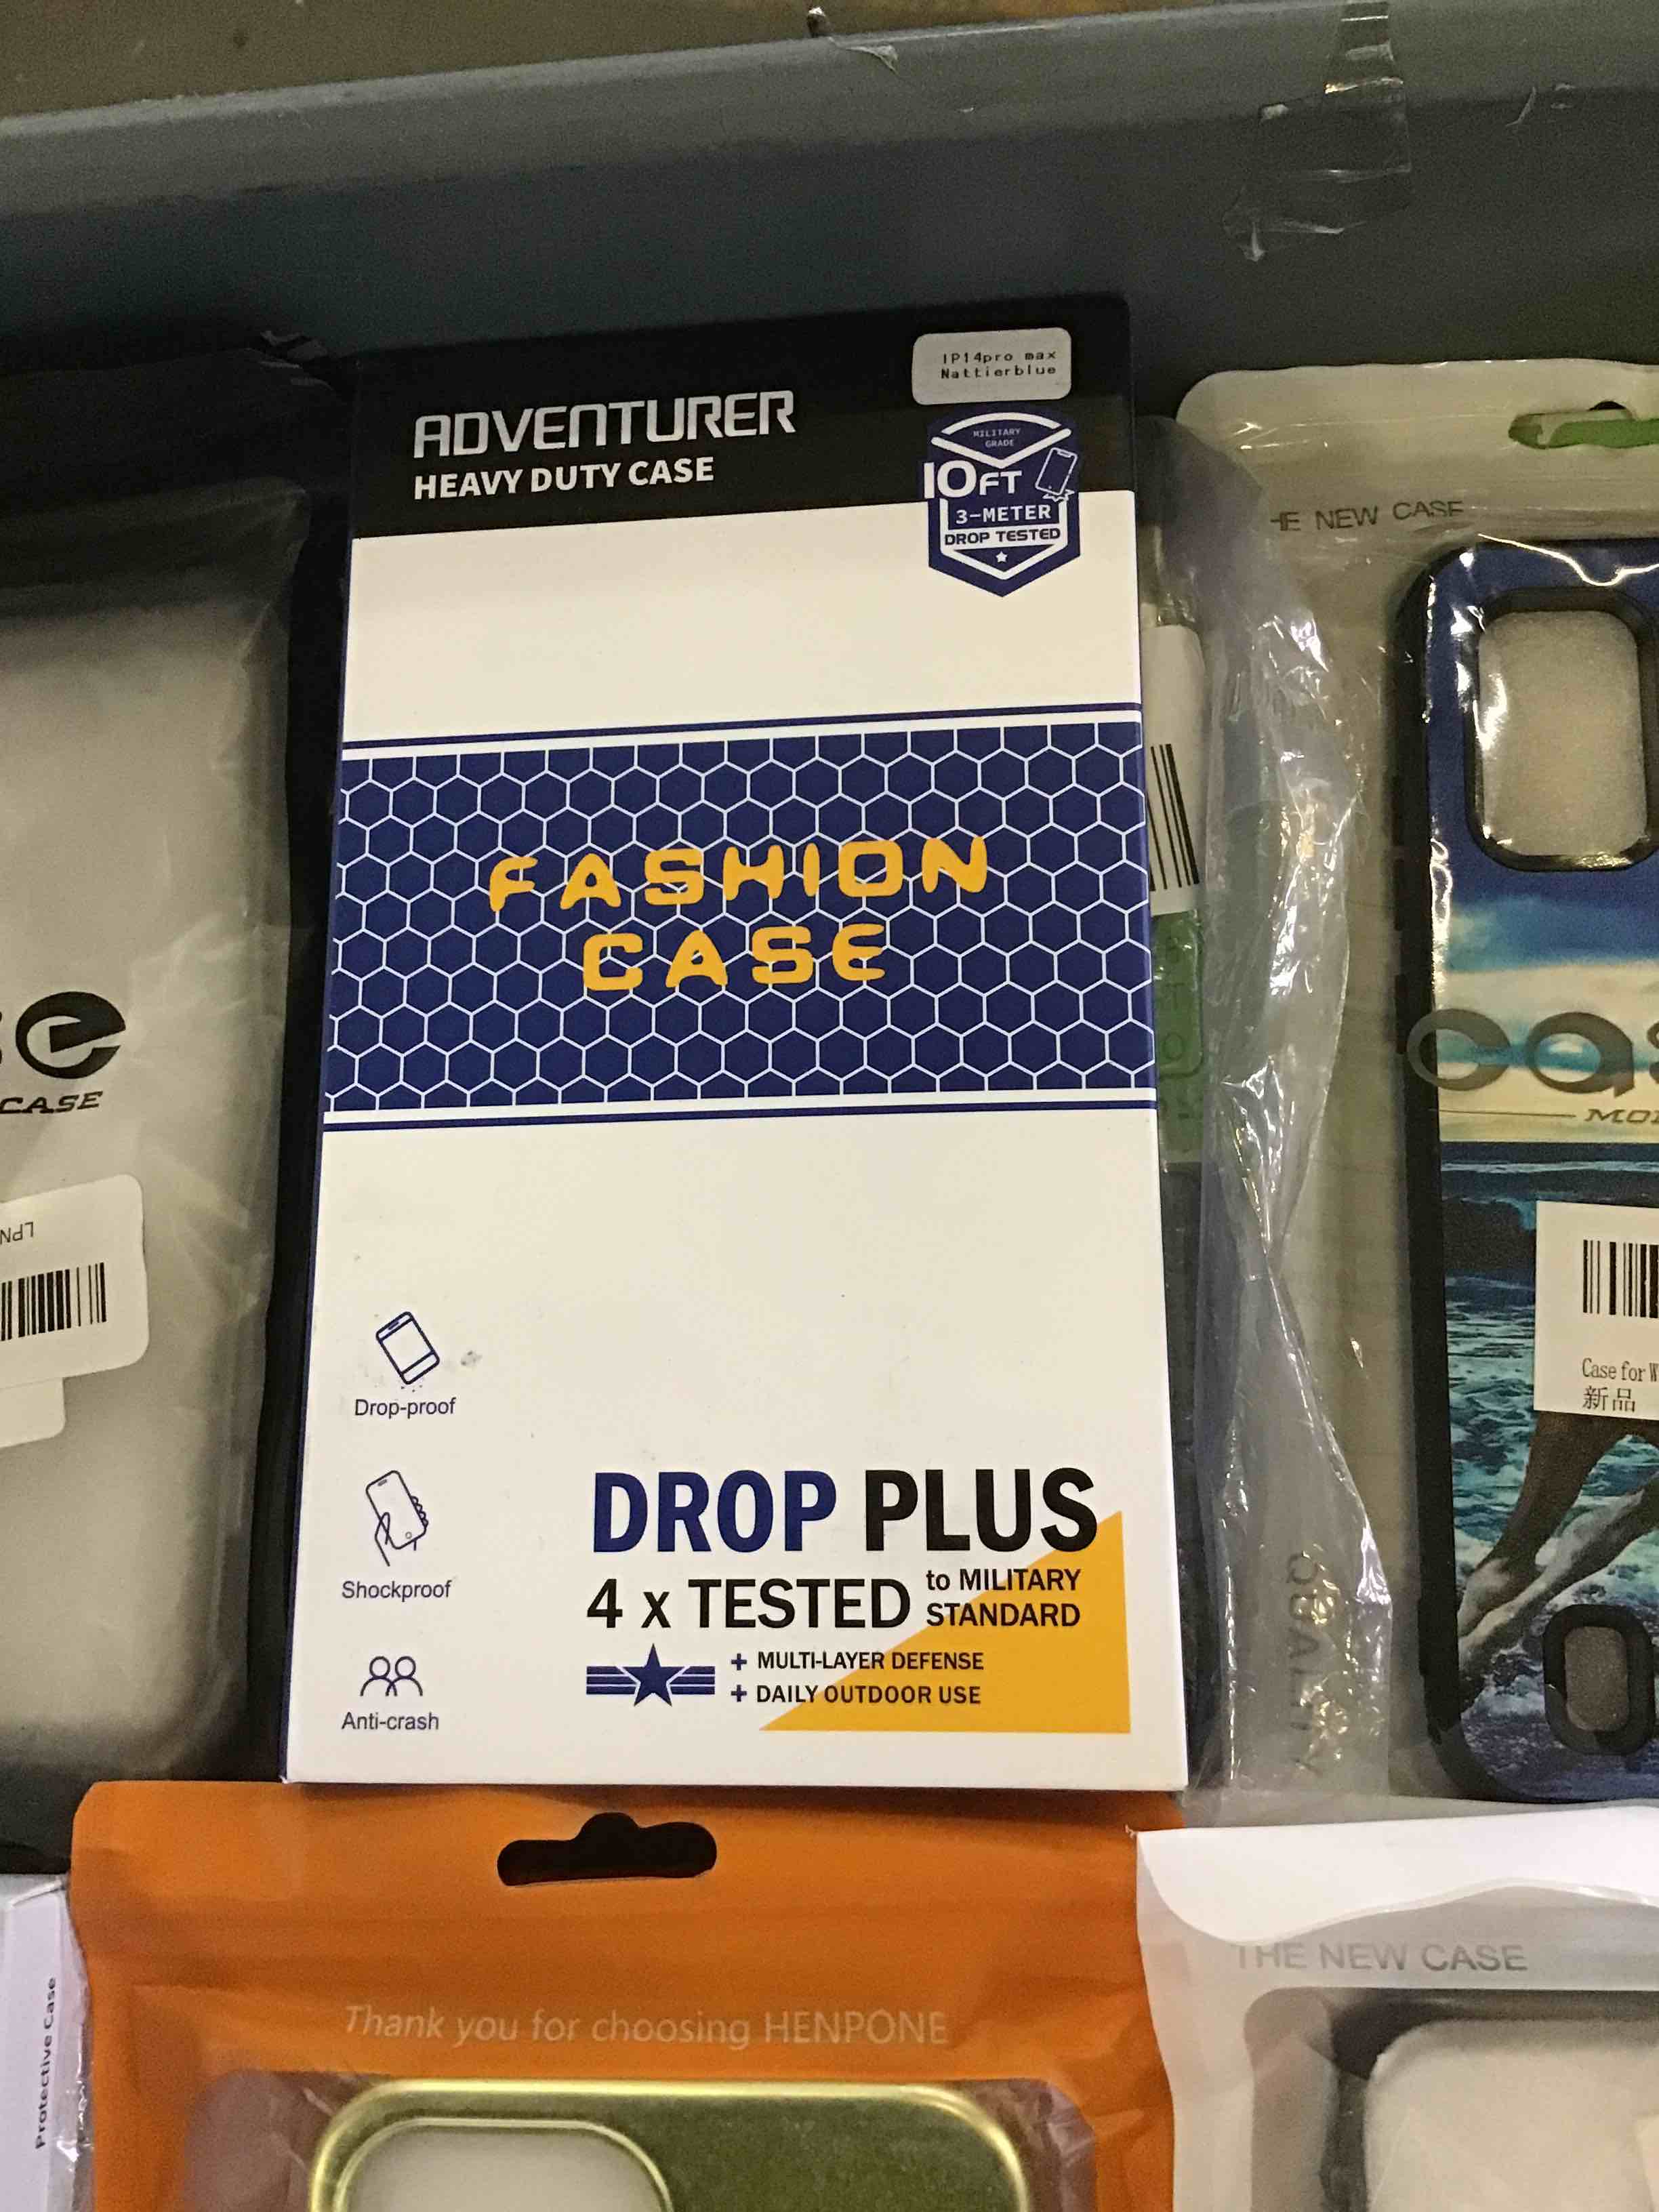 IP14pro max
Nattierblue
ADVENTURER
HEAVY DUTY CASE
MILITARY
GRADE
10FT
3-METER
DROP TESTED
FASHION
CASE
Drop-proof
Shockproof
Anti-crash
DROP PLUS
4 x TESTED to MILITARY
STANDARD
+ MULTI-LAYER DEFENSE
+ DAILY OUTDOOR USE
CASE
LPN
NEW CASE
Case for
新品
QUALITY
Thank you for choosing HENPONE
THE NEW CASE
Protective Case